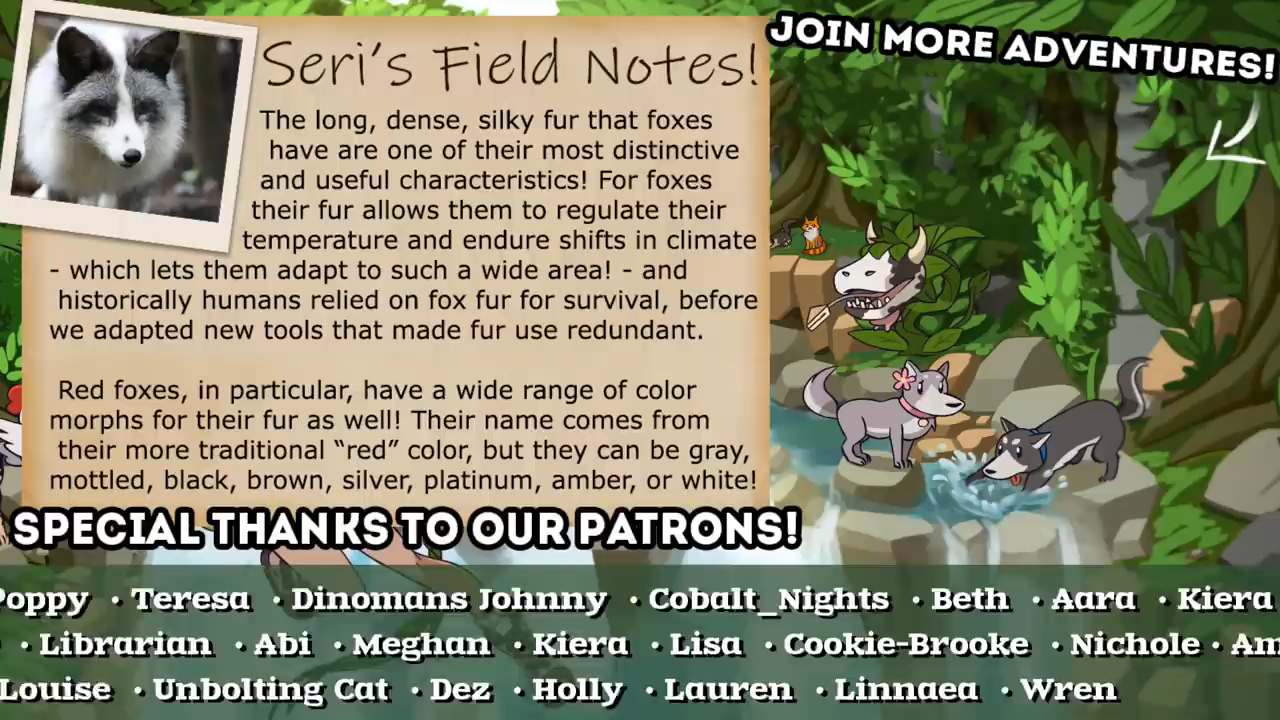 Seri's Field Notes!
JOIN MORE ADVENTURES!
The long, dense, silky fur that foxes
have are one of their most distinctive
and useful characteristics! For foxes
their fur allows them to regulate their
temperature and endure shifts in climate
- which lets them adapt to such a wide area! - and
historically humans relied on fox fur for survival, before
we adapted new tools that made fur use redundant.
Red foxes, in particular, have a wide range of color
morphs for their fur as well! Their name comes from
their more traditional “red” color, but they can be gray,
mottled, black, brown, silver, platinum, amber, or white!
SPECIAL THANKS TO OUR PATRONS!
Poppy · Teresa · Dinomans Johnny · Cobalt_Nights · Beth · Aara · Kiera
· Librarian · Abi · Meghan · Kiera · Lisa · Cookie-Brooke · Nichole · Am
Louise · Unbolting Cat · Dez · Holly · Lauren · Linnaea · Wren